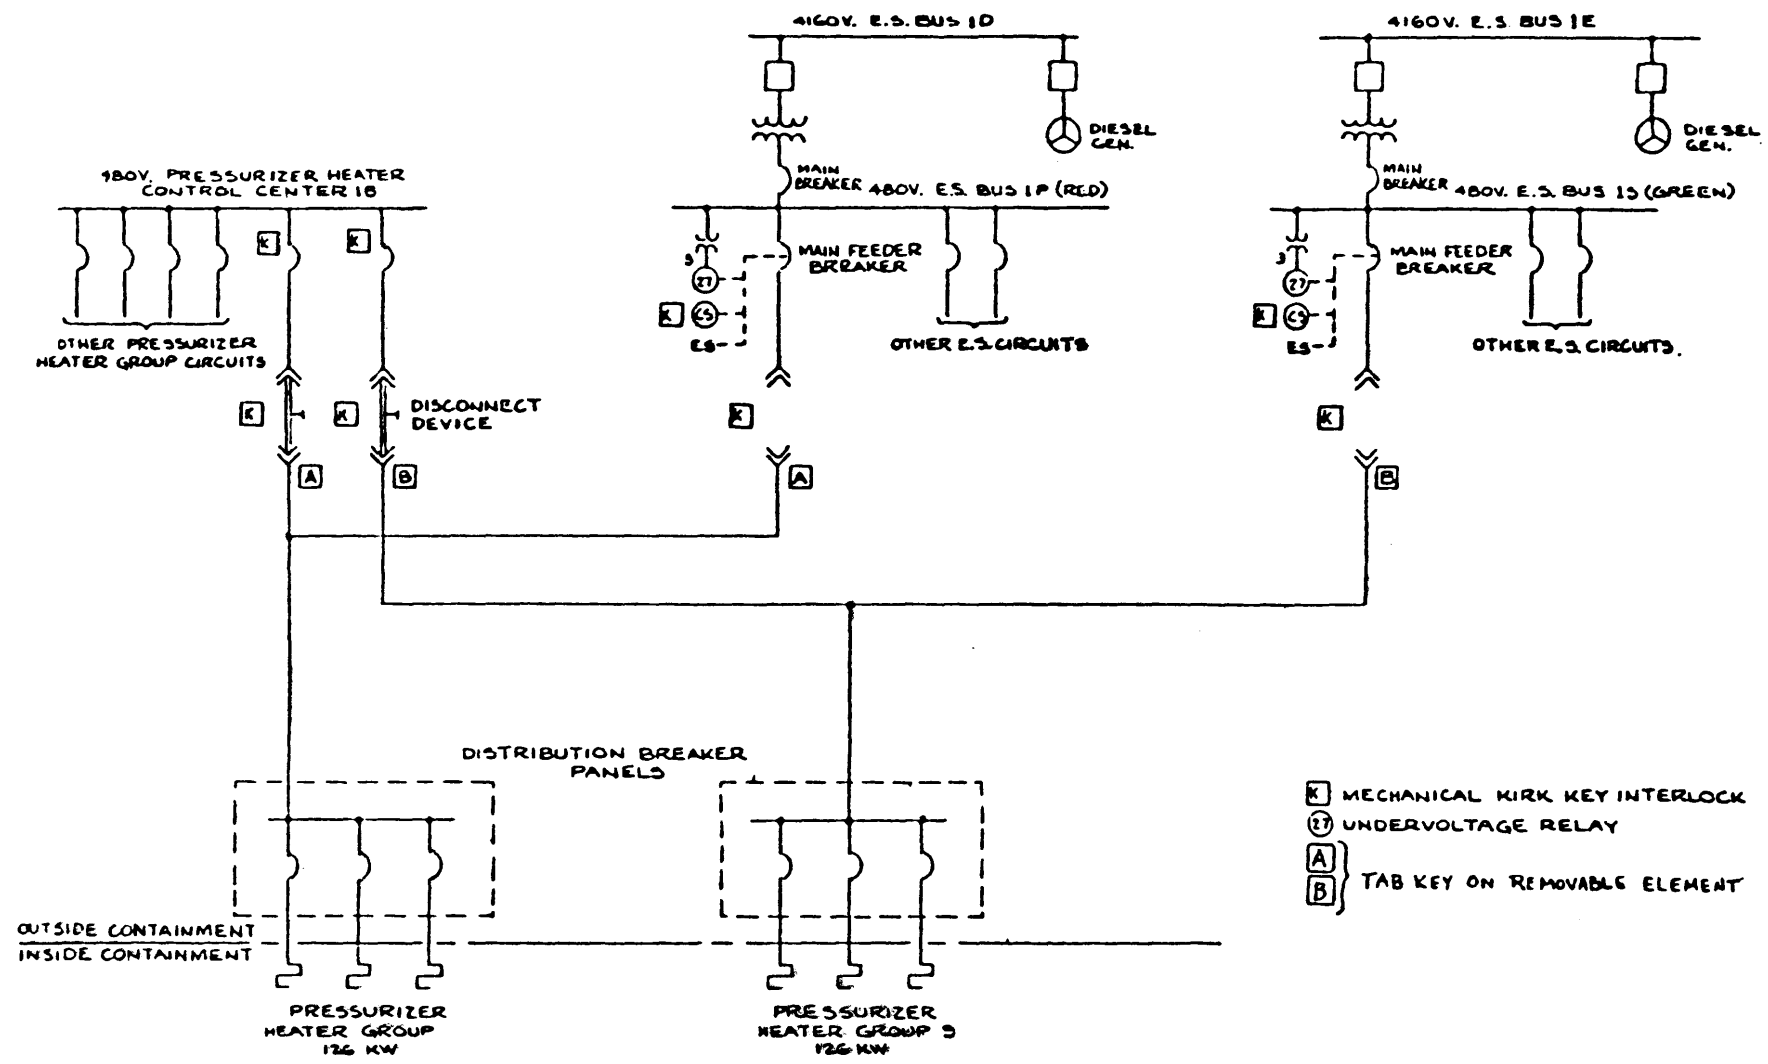 4160V. E.S. BUS 1D
4160V. E.S. BUS 1E
DIESEL
GEN.
DIESEL
GEN.
480V. PRESSURIZER HEATER
CONTROL CENTER 1B
MAIN
BREAKER
480V. E.S. BUS 1P (RED)
MAIN
BREAKER
480V. E.S. BUS 1S (GREEN)
K
K
MAIN FEEDER
BREAKER
MAIN FEEDER
BREAKER
3
27
3
27
K
CS
K
CS
ES
ES
OTHER PRESSURIZER
HEATER GROUP CIRCUITS
OTHER E.S. CIRCUITS
OTHER E.S. CIRCUITS.
K
K
DISCONNECT
DEVICE
K
K
A
B
A
B
DISTRIBUTION BREAKER
PANELS
K MECHANICAL KIRK KEY INTERLOCK
27 UNDERVOLTAGE RELAY
A
B
TAB KEY ON REMOVABLE ELEMENT
OUTSIDE CONTAINMENT
INSIDE CONTAINMENT
PRESSURIZER
HEATER GROUP
126 KW
PRESSURIZER
HEATER GROUP 9
126 KW